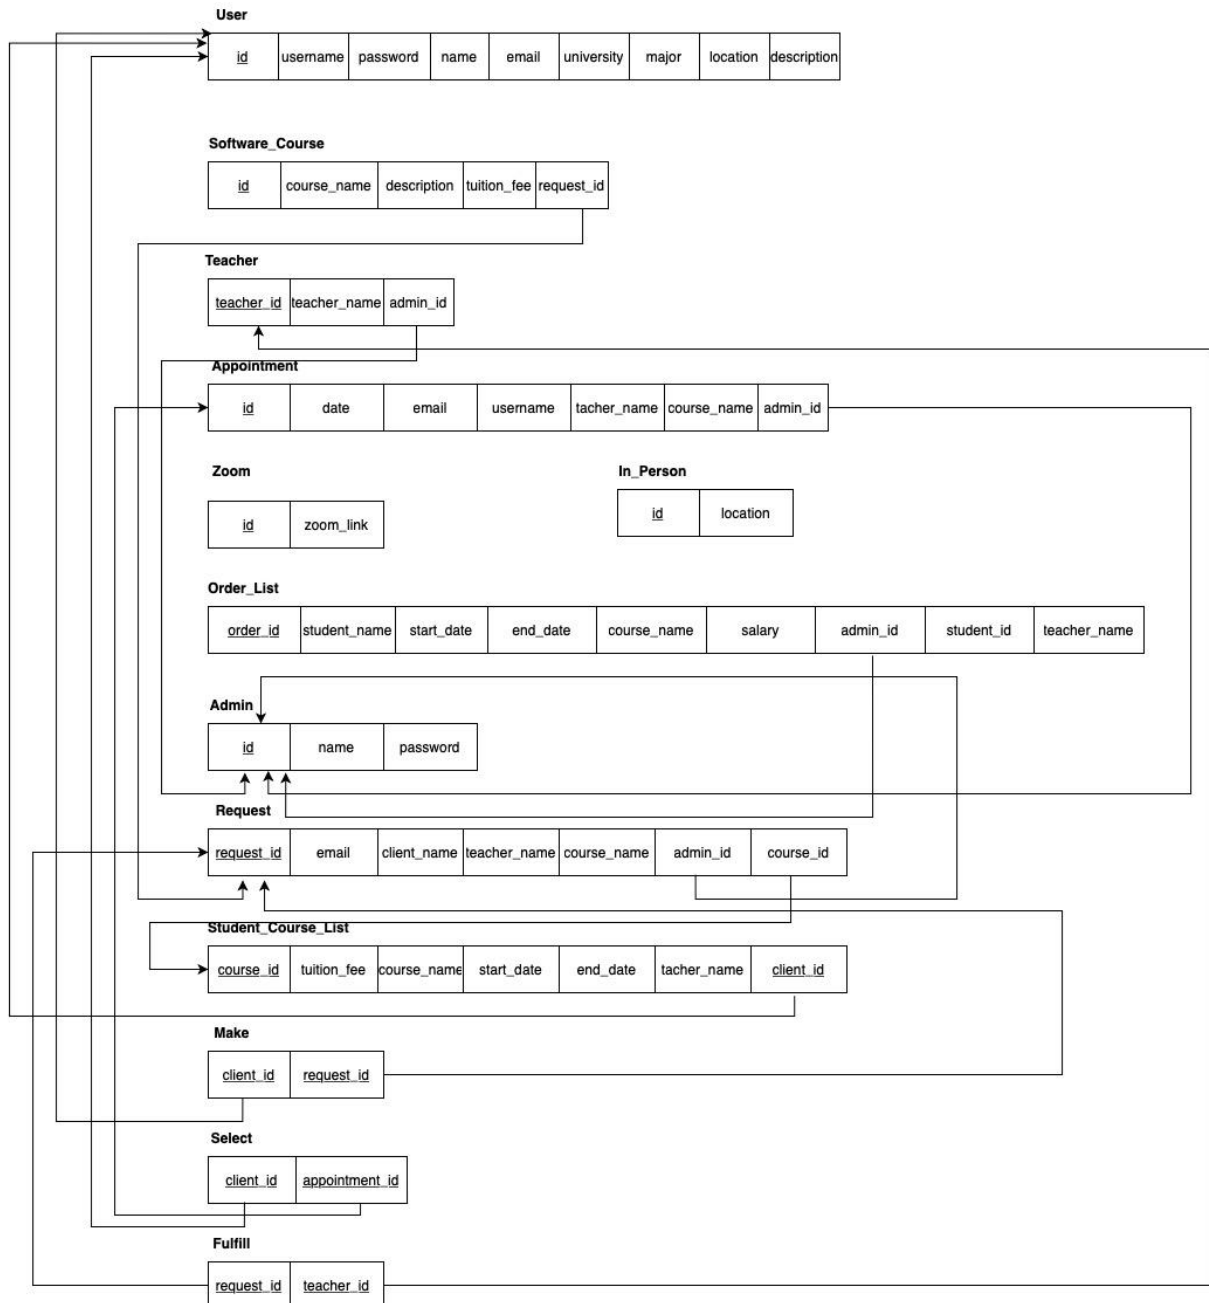 User
id username password name email university major location description
Software_Course
id course_name description tuition_fee request_id
Teacher
teacher_id teacher_name admin_id
Appointment
id date email username tacher_name course_name admin_id
Zoom In_Person
id zoom_link id location
Order_List
order_id student_name start_date end_date course_name salary admin_id student_id teacher_name
Admin
id name password
Request
request_id email client_name teacher_name course_name admin_id course_id
Student_Course_List
course_id tuition_fee course_name start_date end_date tacher_name client_id
Make
client_id request_id
Select
client_id appointment_id
Fulfill
request_id teacher_id